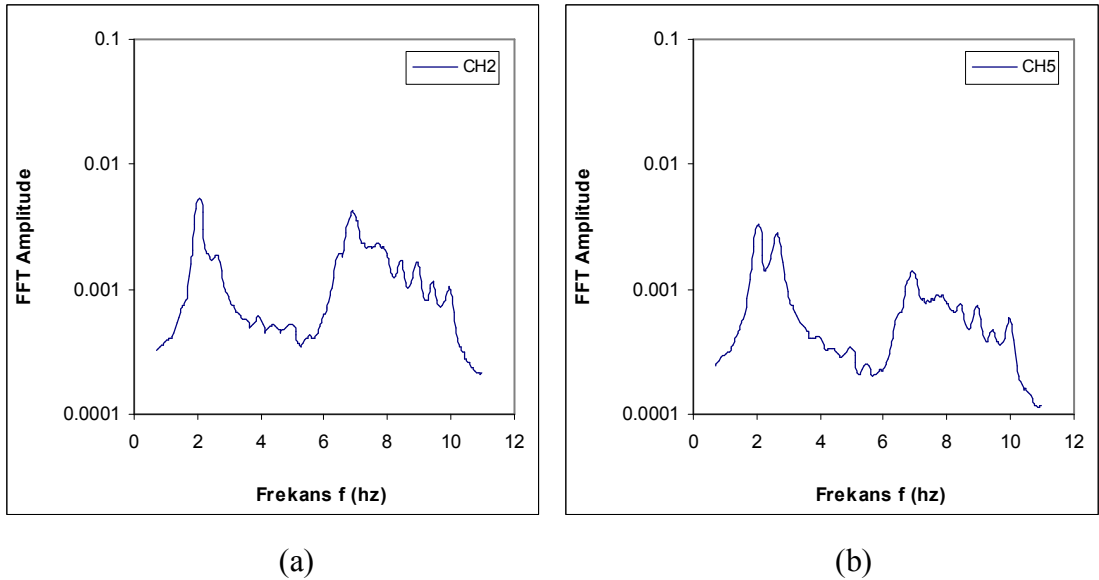 0.1
0.01
0.001
0.0001
FFT Amplitude
CH2
0 2 4 6 8 10 12
Frekans f (hz)
(a)
0.1
0.01
0.001
0.0001
FFT Amplitude
CH5
0 2 4 6 8 10 12
Frekans f (hz)
(b)